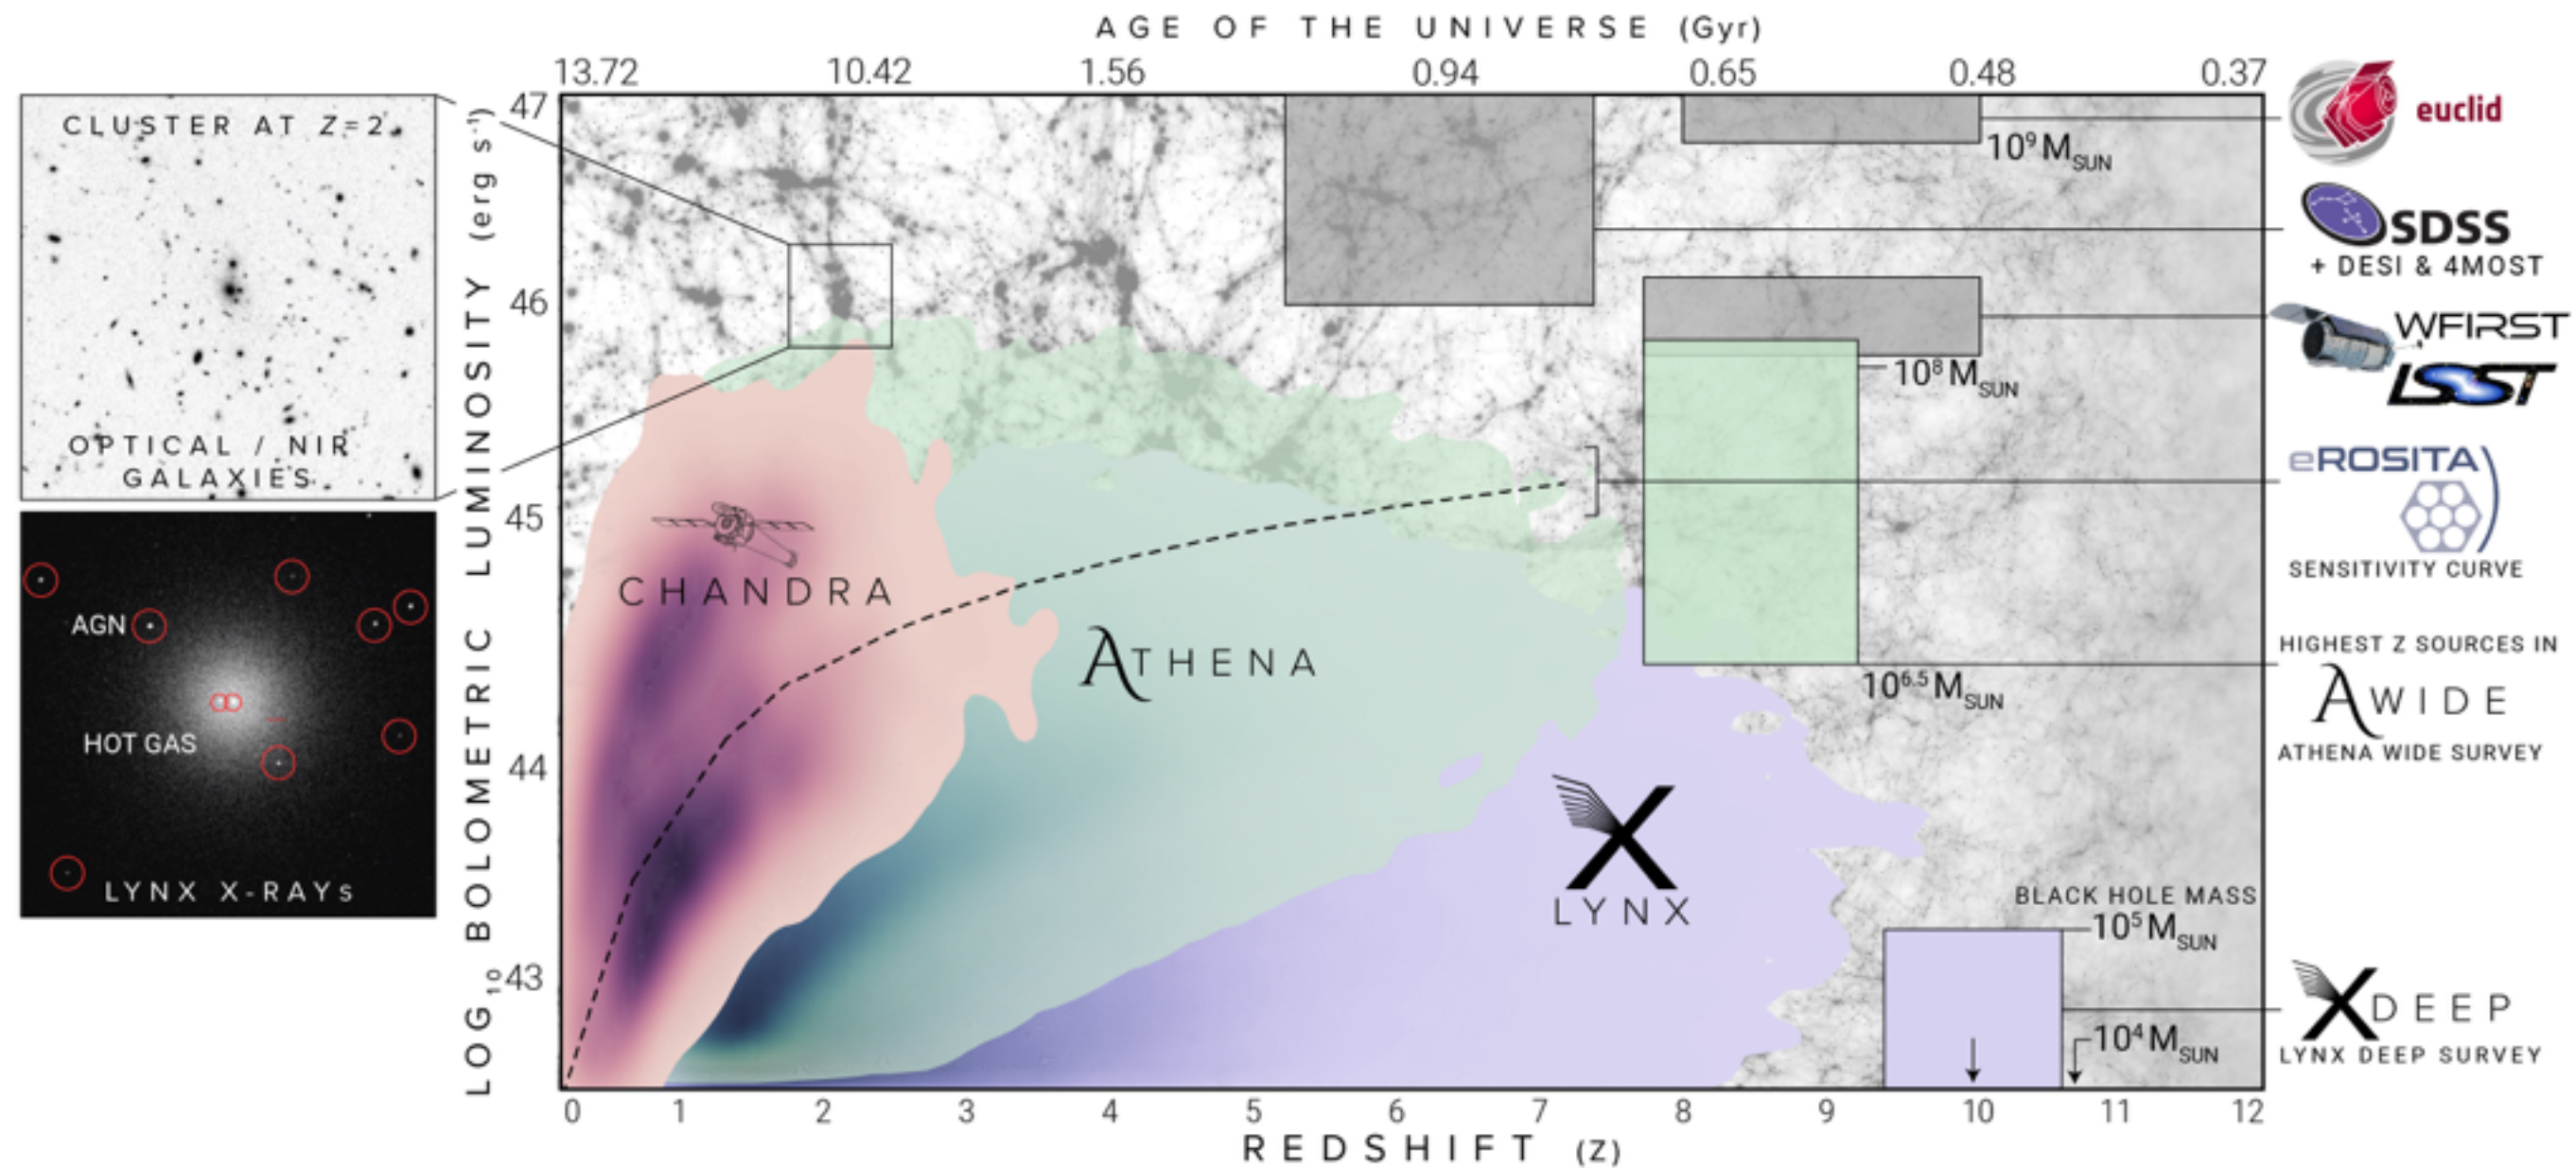 AGE OF THE UNIVERSE (Gyr)
13.72 10.42 1.56 0.94 0.65 0.48 0.37
CLUSTER AT Z=2
OPTICAL / NIR
GALAXIES
AGN
HOT GAS
LYNX X-RAYs
LOG10 BOLOMETRIC LUMINOSITY (erg s-1)
47
46
45
44
43
CHANDRA
ATHENA
LYNX
10⁹ MSUN
10⁸ MSUN
10⁶·⁵ MSUN
BLACK HOLE MASS
10⁵ MSUN
10⁴ MSUN
0 1 2 3 4 5 6 7 8 9 10 11 12
REDSHIFT (Z)
euclid
SDSS
+ DESI & 4MOST
WFIRST
LSST
eROSITA
SENSITIVITY CURVE
HIGHEST Z SOURCES IN
A WIDE
ATHENA WIDE SURVEY
X DEEP
LYNX DEEP SURVEY